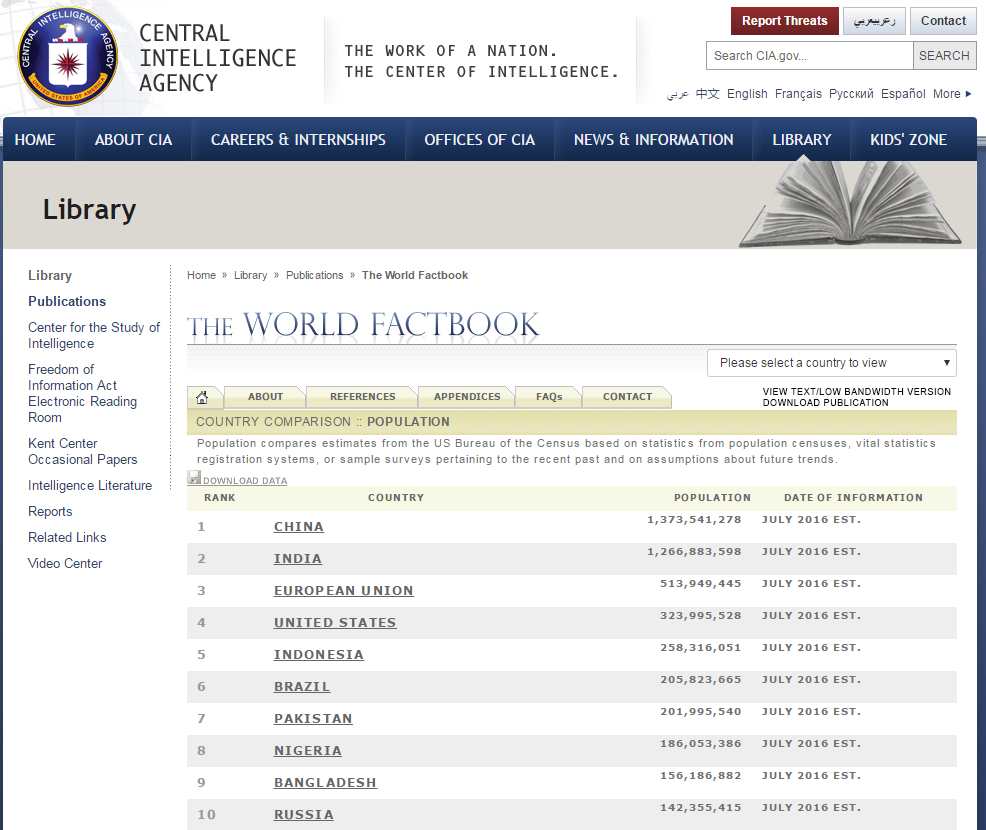 CENTRAL INTELLIGENCE AGENCY
UNITED STATES OF AMERICA
CENTRAL
INTELLIGENCE
AGENCY
THE WORK OF A NATION.
THE CENTER OF INTELLIGENCE.
Report Threats
Contact
Search CIA.gov...
SEARCH
عربي 中文 English Français Русский Español More
HOME ABOUT CIA CAREERS & INTERNSHIPS OFFICES OF CIA NEWS & INFORMATION LIBRARY KIDS' ZONE
Library
Library
Publications
Center for the Study of
Intelligence
Freedom of
Information Act
Electronic Reading
Room
Kent Center
Occasional Papers
Intelligence Literature
Reports
Related Links
Video Center
Home » Library » Publications » The World Factbook
THE WORLD FACTBOOK
Please select a country to view
ABOUT REFERENCES APPENDICES FAQs CONTACT
VIEW TEXT/LOW BANDWIDTH VERSION
DOWNLOAD PUBLICATION
COUNTRY COMPARISON :: POPULATION
Population compares estimates from the US Bureau of the Census based on statistics from population censuses, vital statistics
registration systems, or sample surveys pertaining to the recent past and on assumptions about future trends.
DOWNLOAD DATA
RANK COUNTRY POPULATION DATE OF INFORMATION
1 CHINA 1,373,541,278 JULY 2016 EST.
2 INDIA 1,266,883,598 JULY 2016 EST.
3 EUROPEAN UNION 513,949,445 JULY 2016 EST.
4 UNITED STATES 323,995,528 JULY 2016 EST.
5 INDONESIA 258,316,051 JULY 2016 EST.
6 BRAZIL 205,823,665 JULY 2016 EST.
7 PAKISTAN 201,995,540 JULY 2016 EST.
8 NIGERIA 186,053,386 JULY 2016 EST.
9 BANGLADESH 156,186,882 JULY 2016 EST.
10 RUSSIA 142,355,415 JULY 2016 EST.